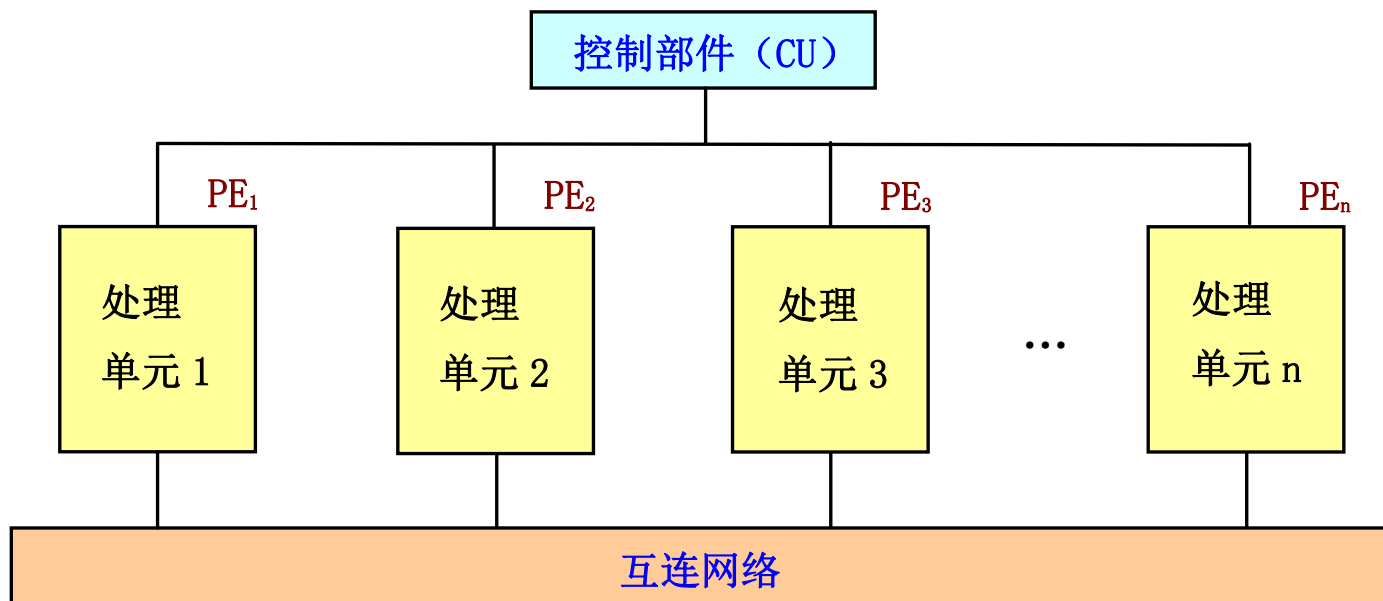 控制部件（CU）
PE₁
PE₂
PE₃
PEₙ
处理
单元1
处理
单元2
处理
单元3
…
处理
单元n
互连网络